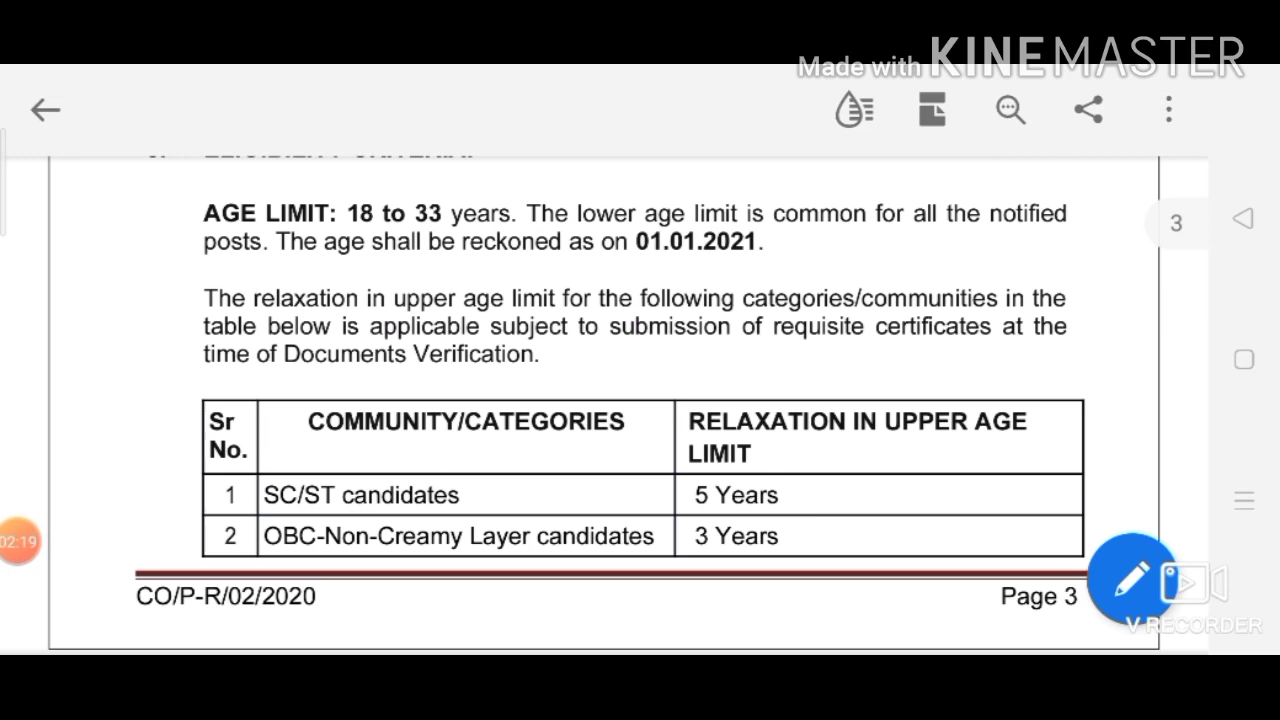 Made with KINEMASTER
AGE LIMIT: 18 to 33 years. The lower age limit is common for all the notified
posts. The age shall be reckoned as on 01.01.2021.
3
The relaxation in upper age limit for the following categories/communities in the
table below is applicable subject to submission of requisite certificates at the
time of Documents Verification.
Sr No. COMMUNITY/CATEGORIES RELAXATION IN UPPER AGE LIMIT
1 SC/ST candidates 5 Years
2 OBC-Non-Creamy Layer candidates 3 Years
02:19
CO/P-R/02/2020 Page 3
V RECORDER